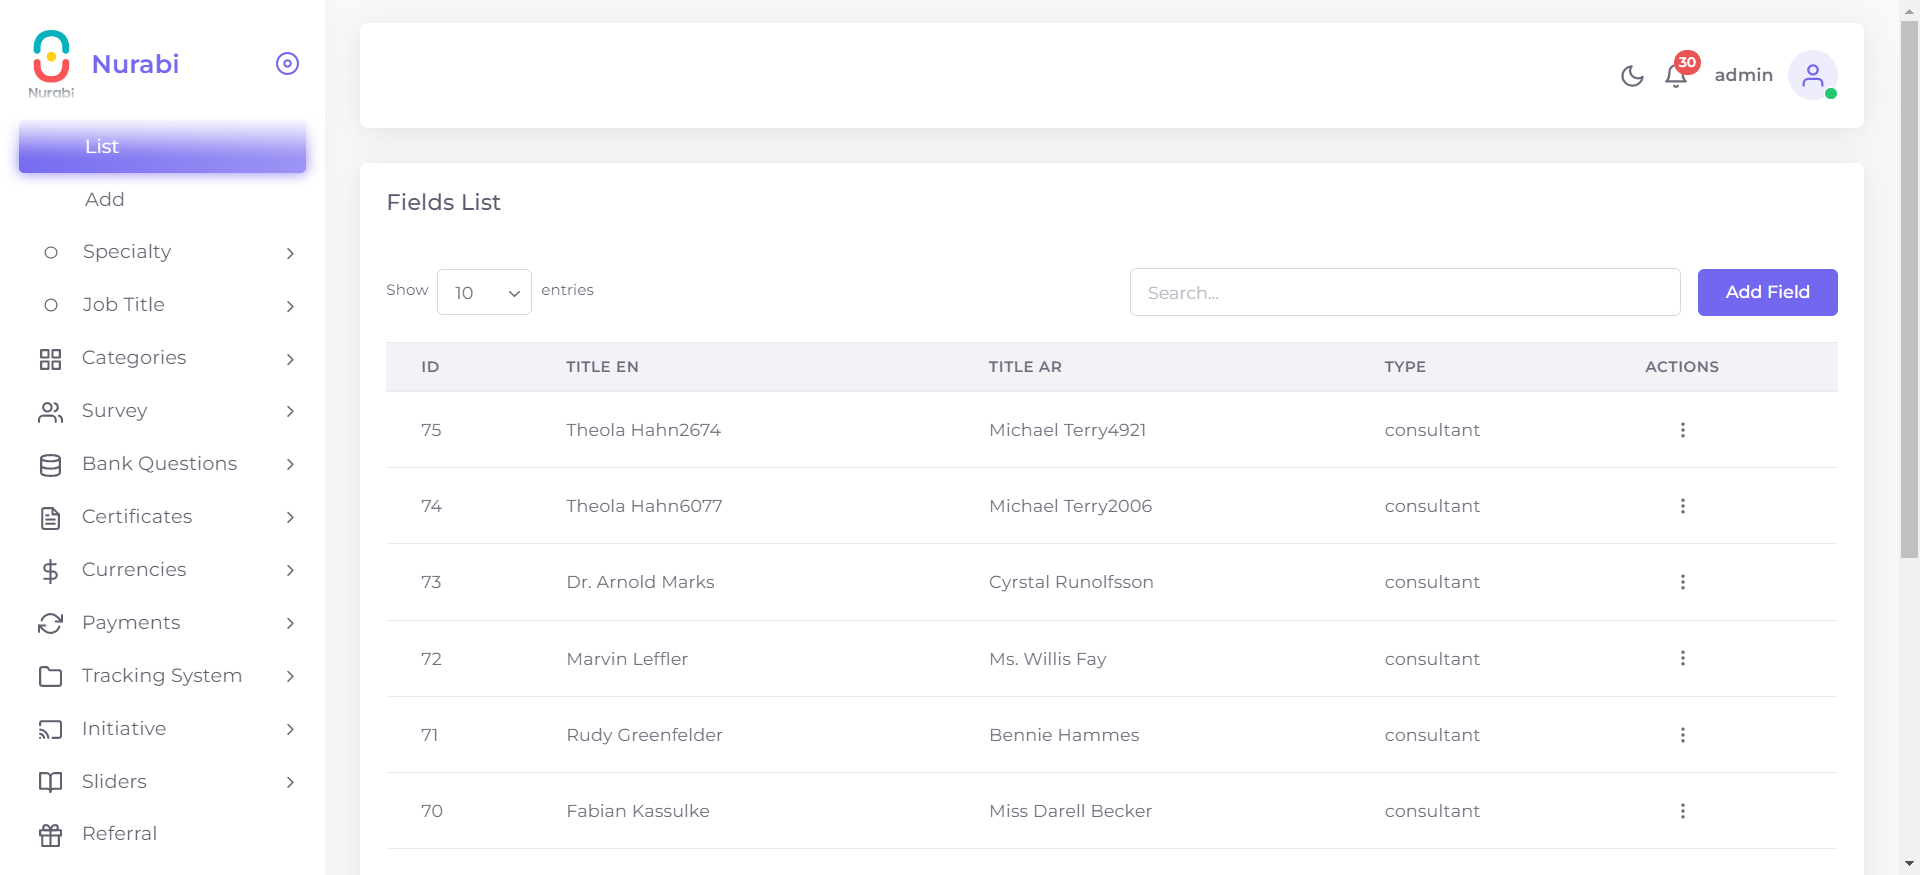 Nurabi
Nurabi
List
Add
Specialty
Job Title
Categories
Survey
Bank Questions
Certificates
Currencies
Payments
Tracking System
Initiative
Sliders
Referral
30
admin
Fields List
Show 10 entries
Search...
Add Field
ID TITLE EN TITLE AR TYPE ACTIONS
75 Theola Hahn2674 Michael Terry4921 consultant
74 Theola Hahn6077 Michael Terry2006 consultant
73 Dr. Arnold Marks Cyrstal Runolfsson consultant
72 Marvin Leffler Ms. Willis Fay consultant
71 Rudy Greenfelder Bennie Hammes consultant
70 Fabian Kassulke Miss Darell Becker consultant